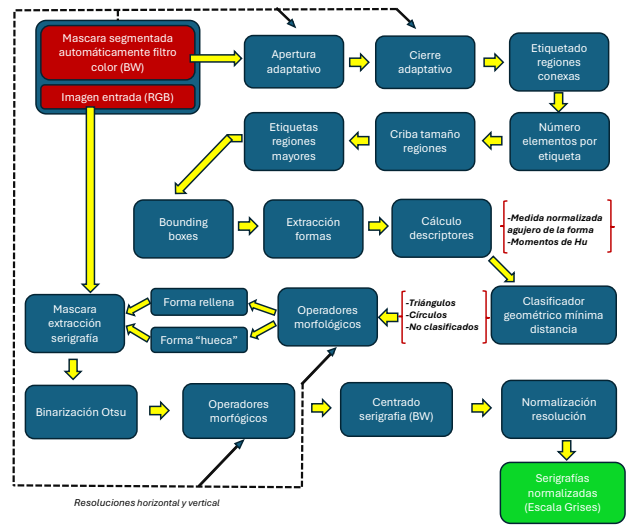 Mascara segmentada
automáticamente filtro
color (BW)
Imagen entrada (RGB)
Apertura
adaptativo
Cierre
adaptativo
Etiquetado
regiones
conexas
Etiquetas
regiones
mayores
Criba tamaño
regiones
Número
elementos por
etiqueta
Bounding
boxes
Extracción
formas
Cálculo
descriptores
-Medida normalizada
agujero de la forma
-Momentos de Hu
Mascara
extracción
serigrafía
Forma rellena
Forma “hueca”
Operadores
morfológicos
-Triángulos
-Círculos
-No clasificados
Clasificador
geométrico mínima
distancia
Binarización Otsu
Operadores
morfógicos
Centrado
serigrafia (BW)
Normalización
resolución
Resoluciones horizontal y vertical
Serigrafías
normalizadas
(Escala Grises)